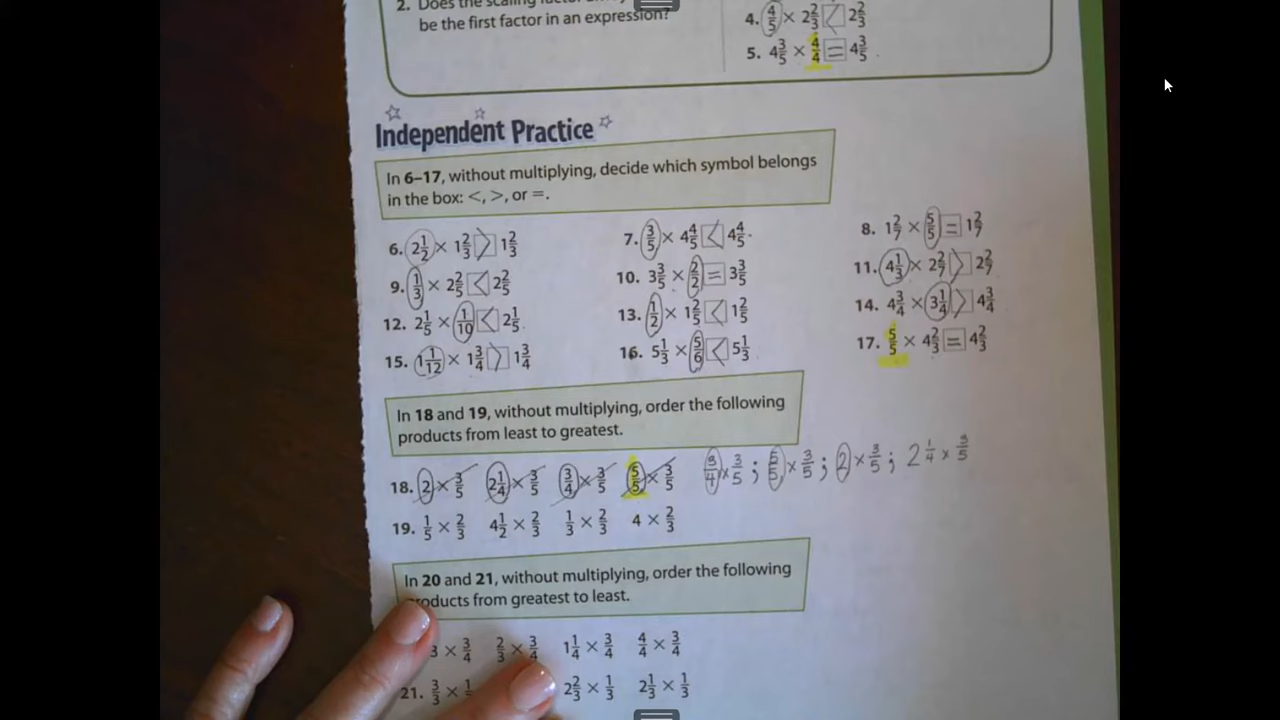 2. Does the scaling factor
be the first factor in an expression?
4. 4/5 × 2 2/3 < 2 2/3
5. 4 3/5 × 4/4 = 4 3/5
Independent Practice
In 6–17, without multiplying, decide which symbol belongs
in the box: <, >, or =.
6. 2 1/2 × 1 2/3 > 1 2/3
7. 3/5 × 4 4/5 < 4 4/5
8. 1 2/7 × 5/5 = 1 2/7
9. 1/3 × 2 2/5 < 2 2/5
10. 3 3/5 × 2/2 = 3 3/5
11. 4 1/3 × 2 2/7 > 2 2/7
12. 2 1/5 × 1/10 < 2 1/5
13. 1/2 × 1 2/5 < 1 2/5
14. 4 3/4 × 3 1/4 > 4 3/4
15. 1 1/12 × 1 3/4 > 1 3/4
16. 5 1/3 × 5/6 < 5 1/3
17. 5/5 × 4 2/3 = 4 2/3
In 18 and 19, without multiplying, order the following
products from least to greatest.
18. 2 × 3/5 2 1/4 × 3/5 3/4 × 3/5 5/5 × 3/5 3/4 × 3/5 ; 5/5 × 3/5 ; 2 × 3/5 ; 2 1/4 × 3/5
19. 1/5 × 2/3 4 1/2 × 2/3 1/3 × 2/3 4 × 2/3
In 20 and 21, without multiplying, order the following
products from greatest to least.
3 × 3/4 2/3 × 3/4 1 1/4 × 3/4 4/4 × 3/4
21. 3/3 × 2 2/3 × 1/3 2 1/3 × 1/3